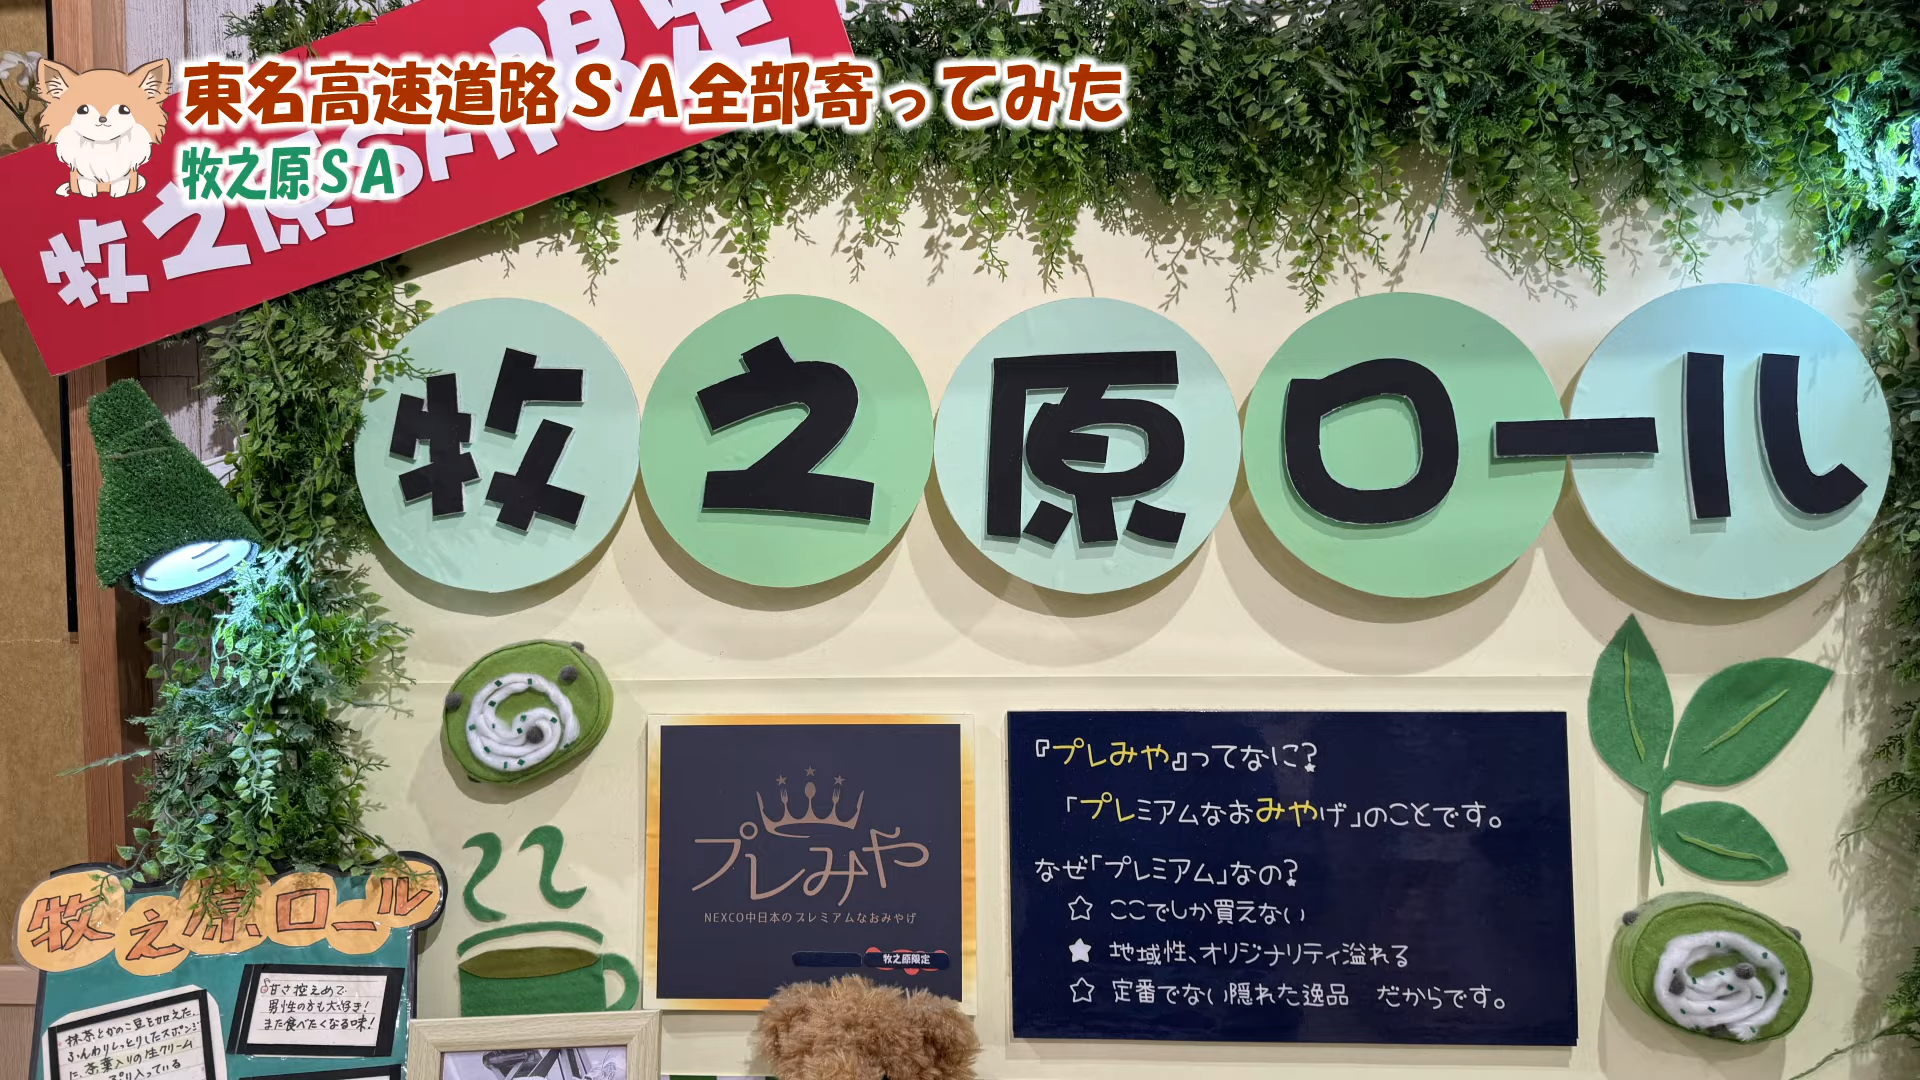 東名高速道路ＳＡ全部寄ってみた
牧之原ＳＡ
牧之原SA限定
牧之原ロール
プレみや
NEXCO中日本のプレミアムなおみやげ
牧之原限定
『プレみや』ってなに?
「プレミアムなおみやげ」のことです。
なぜ「プレミアム」なの?
☆ ここでしか買えない
★ 地域性、オリジナリティ溢れる
☆ 定番でない隠れた逸品 だからです。
牧之原ロール
甘さ控えめで
男性の方も大好き!
また食べたくなる味!
抹茶とかのこ豆を加えた、
ふんわりしっとりしたスポンジ
に、茶葉入りの生クリーム
ぷり入っている